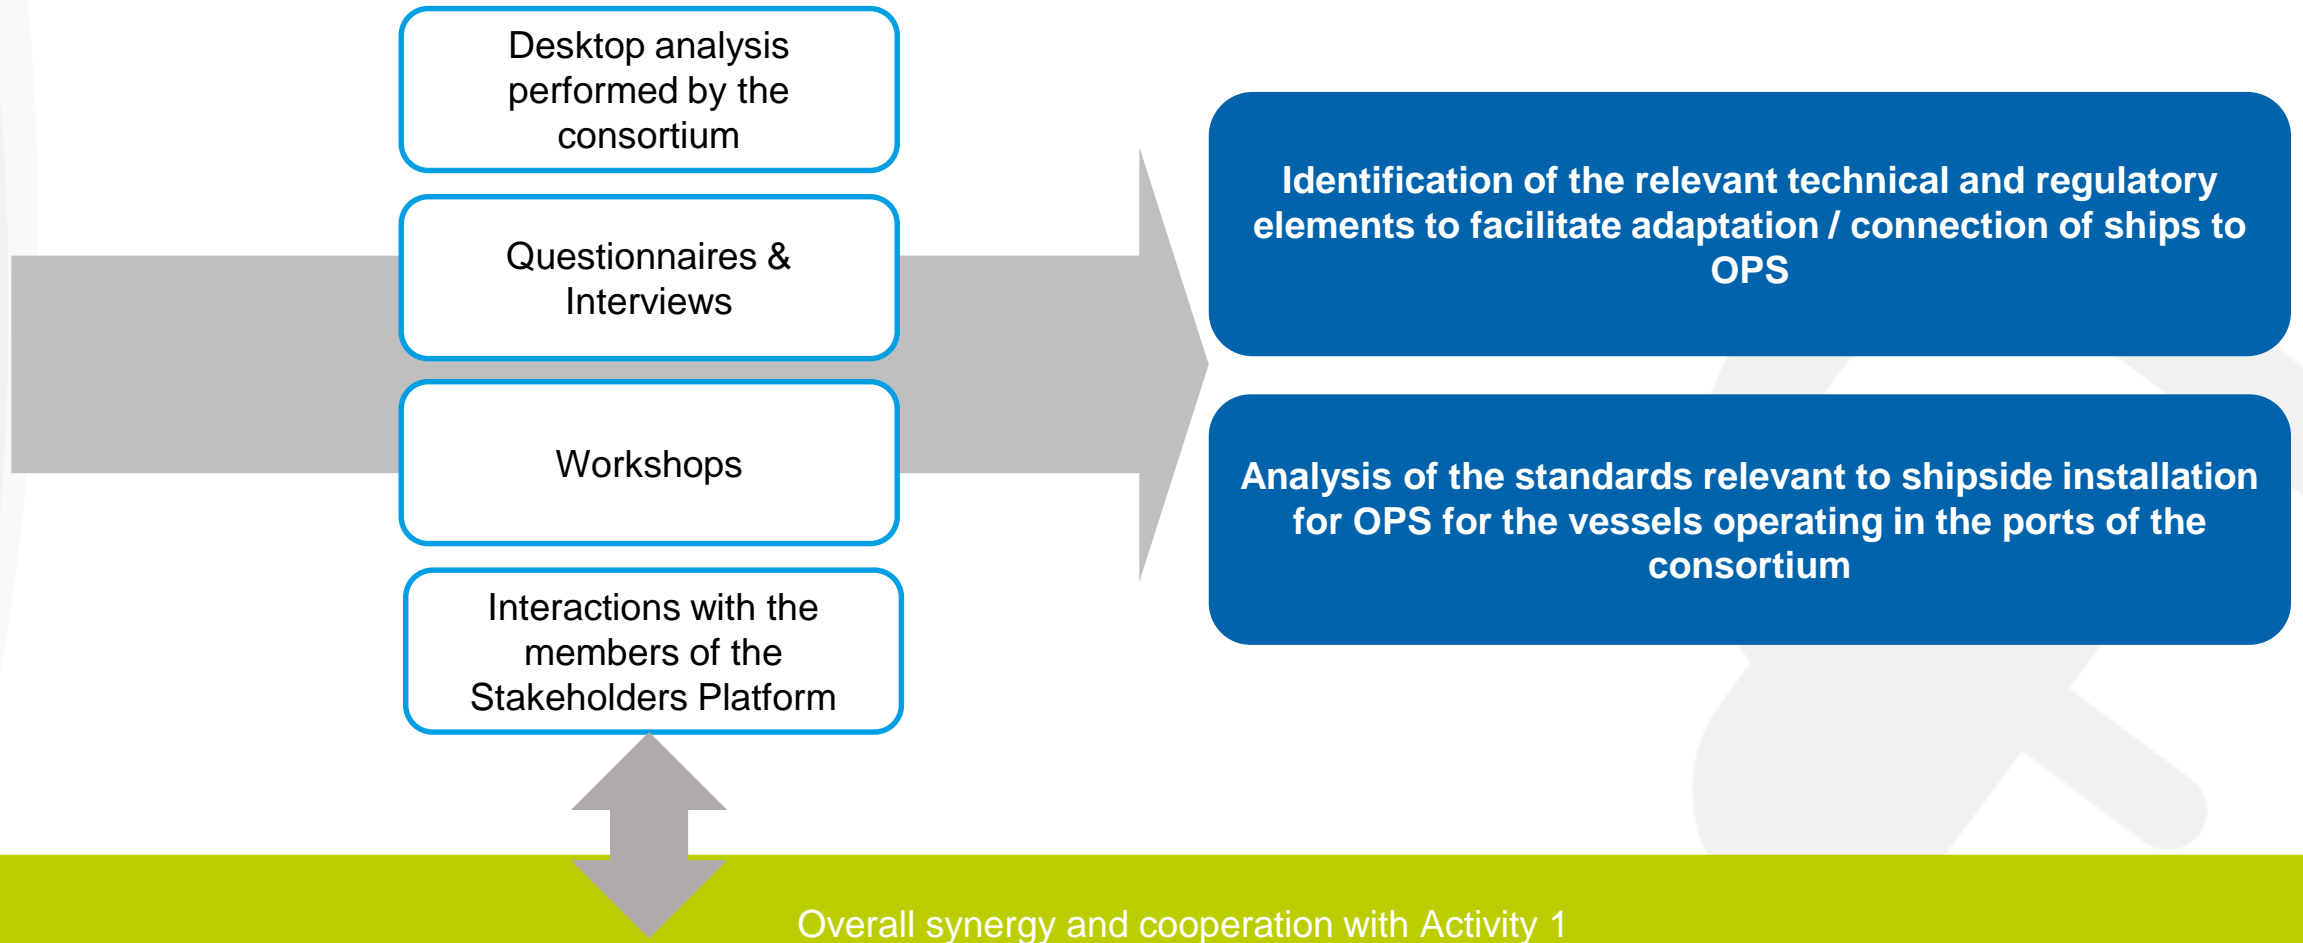 Desktop analysis
performed by the
consortium
Questionnaires &
Interviews
Workshops
Interactions with the
members of the
Stakeholders Platform
Identification of the relevant technical and regulatory
elements to facilitate adaptation / connection of ships to
OPS
Analysis of the standards relevant to shipside installation
for OPS for the vessels operating in the ports of the
consortium
Overall synergy and cooperation with Activity 1